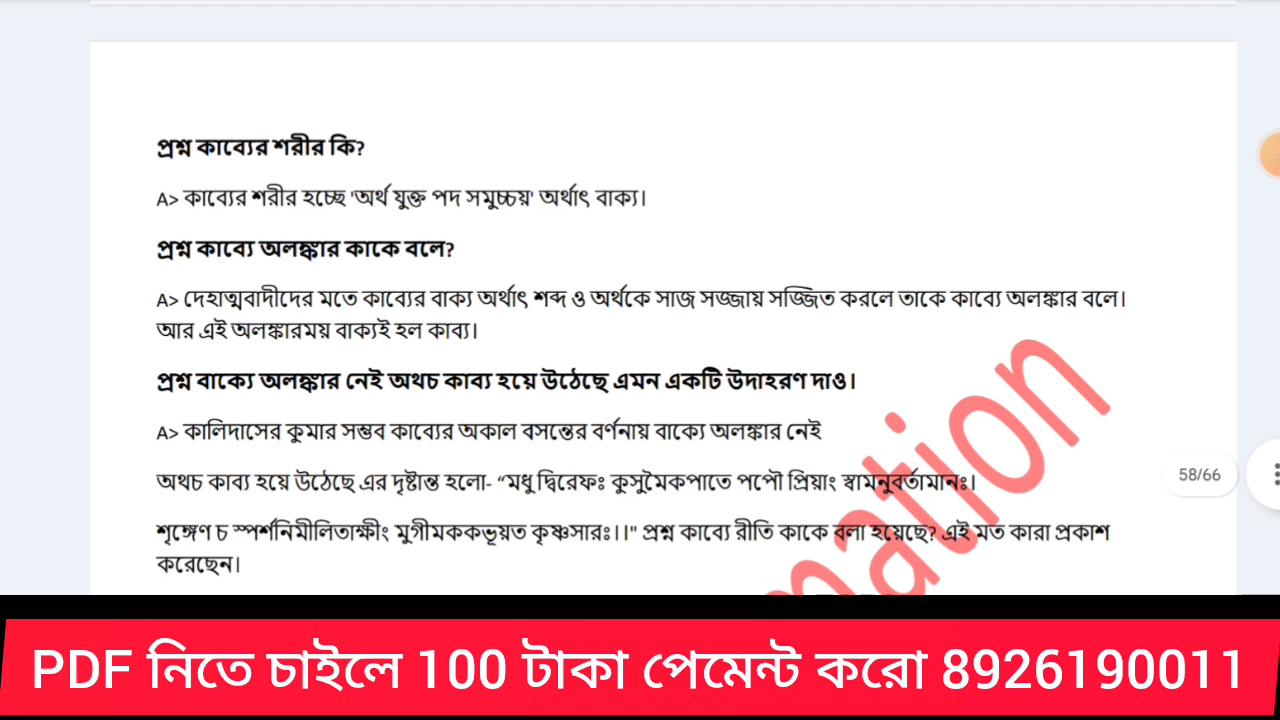 প্রশ্ন কাব্যের শরীর কি?
A> কাব্যের শরীর হচ্ছে 'অর্থ যুক্ত পদ সমুচ্চয়' অর্থাৎ বাক্য।
প্রশ্ন কাব্যে অলঙ্কার কাকে বলে?
A> দেহাত্মবাদীদের মতে কাব্যের বাক্য অর্থাৎ শব্দ ও অর্থকে সাজ সজ্জায় সজ্জিত করলে তাকে কাব্যে অলঙ্কার বলে।
আর এই অলঙ্কারময় বাক্যই হল কাব্য।
প্রশ্ন বাক্যে অলঙ্কার নেই অথচ কাব্য হয়ে উঠেছে এমন একটি উদাহরণ দাও।
A> কালিদাসের কুমার সম্ভব কাব্যের অকাল বসন্তের বর্ণনায় বাক্যে অলঙ্কার নেই
অথচ কাব্য হয়ে উঠেছে এর দৃষ্টান্ত হলো- “মধু দ্বিরেফঃ কুসুমৈকপাতে পপৌ প্রিয়াং স্বামনুবর্তামানঃ।
58/66
শৃঙ্গেণ চ স্পর্শনিমীলিতাক্ষীং মুগীমককভূয়ত কৃষ্ণসারঃ।।" প্রশ্ন কাব্যে রীতি কাকে বলা হয়েছে? এই মত কারা প্রকাশ
করেছেন।
mation
PDF নিতে চাইলে 100 টাকা পেমেন্ট করো 8926190011